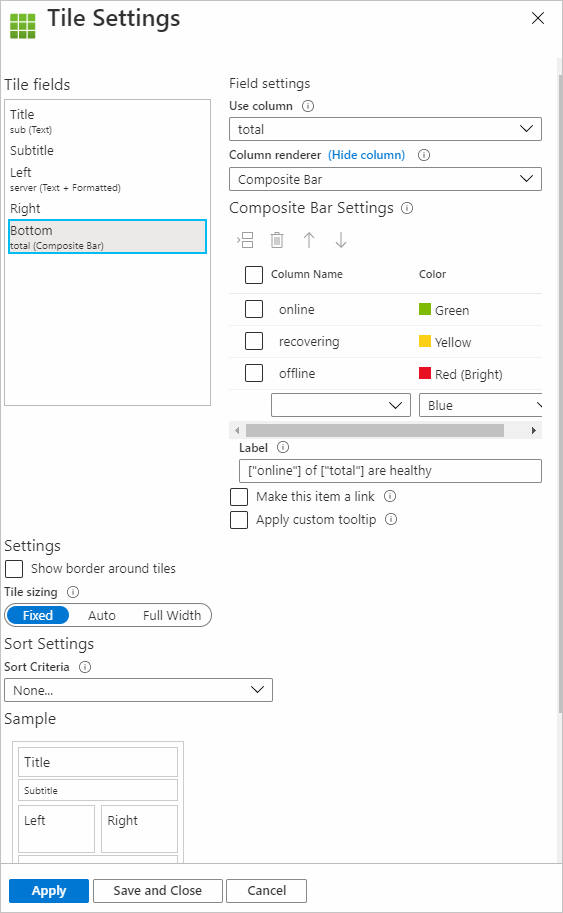 Tile Settings
Tile fields
Title
sub (Text)
Subtitle
Left
server (Text + Formatted)
Right
Bottom
total (Composite Bar)
Field settings
Use column
total
Column renderer (Hide column)
Composite Bar
Composite Bar Settings
Column Name Color
online Green
recovering Yellow
offline Red (Bright)
Blue
Label
["online"] of ["total"] are healthy
Make this item a link
Apply custom tooltip
Settings
Show border around tiles
Tile sizing
Fixed Auto Full Width
Sort Settings
Sort Criteria
None...
Sample
Title
Subtitle
Left Right
Apply Save and Close Cancel